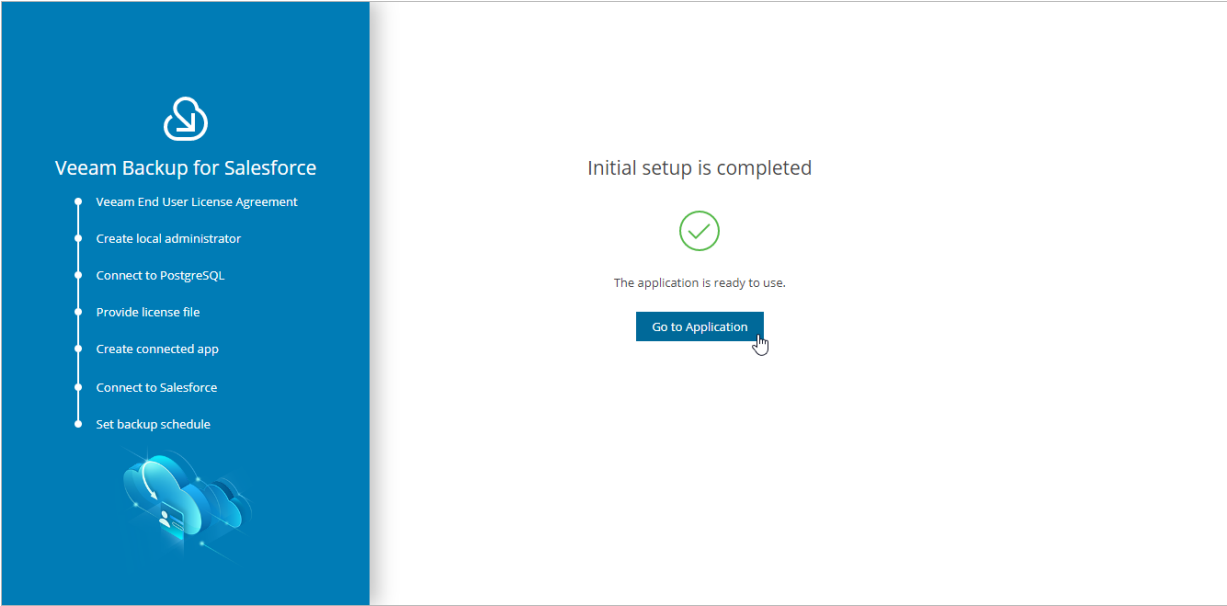 Veeam Backup for Salesforce
Veeam End User License Agreement
Create local administrator
Connect to PostgreSQL
Provide license file
Create connected app
Connect to Salesforce
Set backup schedule
Initial setup is completed
The application is ready to use.
Go to Application